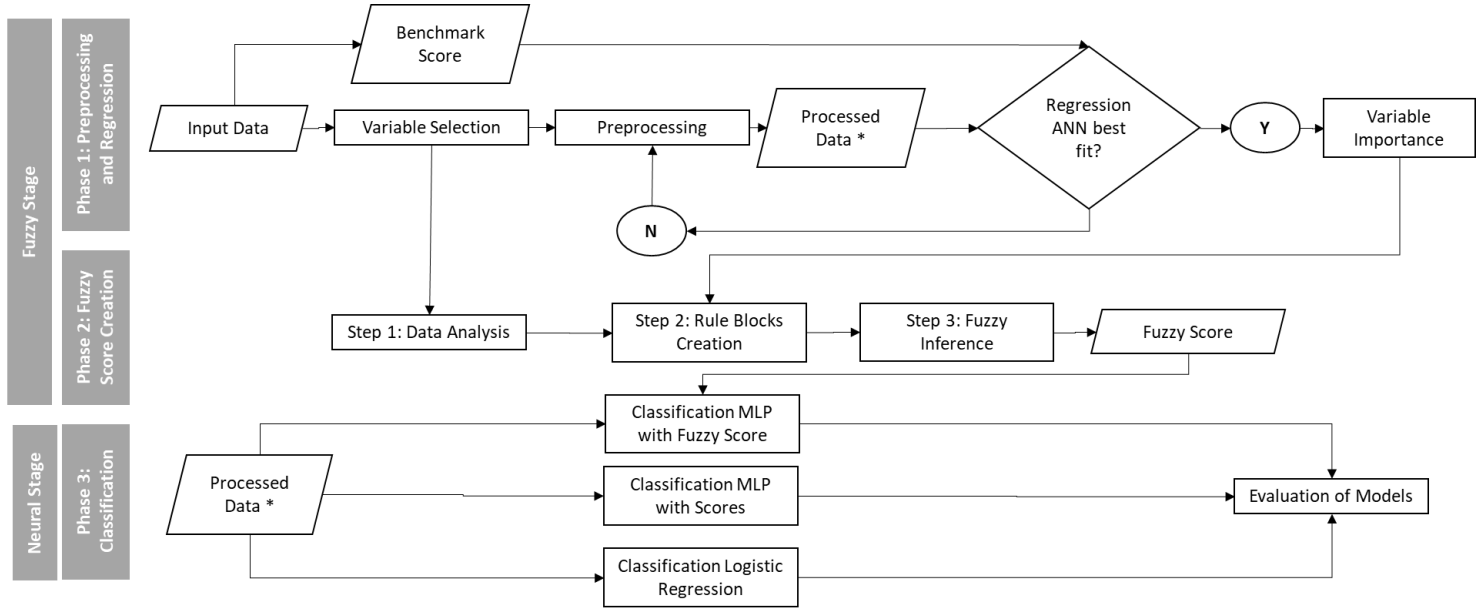 Fuzzy Stage
Phase 1: Preprocessing
and Regression
Benchmark
Score
Input Data
Variable Selection
Preprocessing
Processed
Data *
Regression
ANN best
fit?
Y
Variable
Importance
N
Phase 2: Fuzzy
Score Creation
Step 1: Data Analysis
Step 2: Rule Blocks
Creation
Step 3: Fuzzy
Inference
Fuzzy Score
Neural Stage
Phase 3:
Classification
Processed
Data *
Classification MLP
with Fuzzy Score
Classification MLP
with Scores
Classification Logistic
Regression
Evaluation of Models